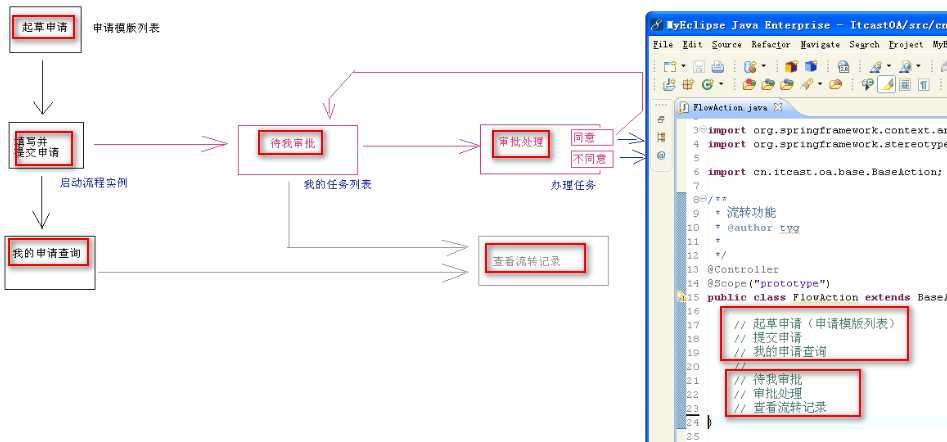 起草申请
申请模版列表
填写并
提交申请
启动流程实例
我的申请查询
待我审批
我的任务列表
审批处理
同意
不同意
办理任务
查看流转记录
MyEclipse Java Enterprise - ItcastOA/src/cn
File Edit Source Refactor Navigate Search Project MyE
FlowAction.java
3 import org.springframework.context.an
4 import org.springframework.stereotype
5
6 import cn.itcast.oa.base.BaseAction;
7
8 /**
9 * 流转功能
10 * @author tyg
11 *
12 */
13 @Controller
14 @Scope("prototype")
15 public class FlowAction extends BaseA
16
17 // 起草申请（申请模版列表）
18 // 提交申请
19 // 我的申请查询
20 //
21 // 待我审批
22 // 审批处理
23 // 查看流转记录
24 }
25